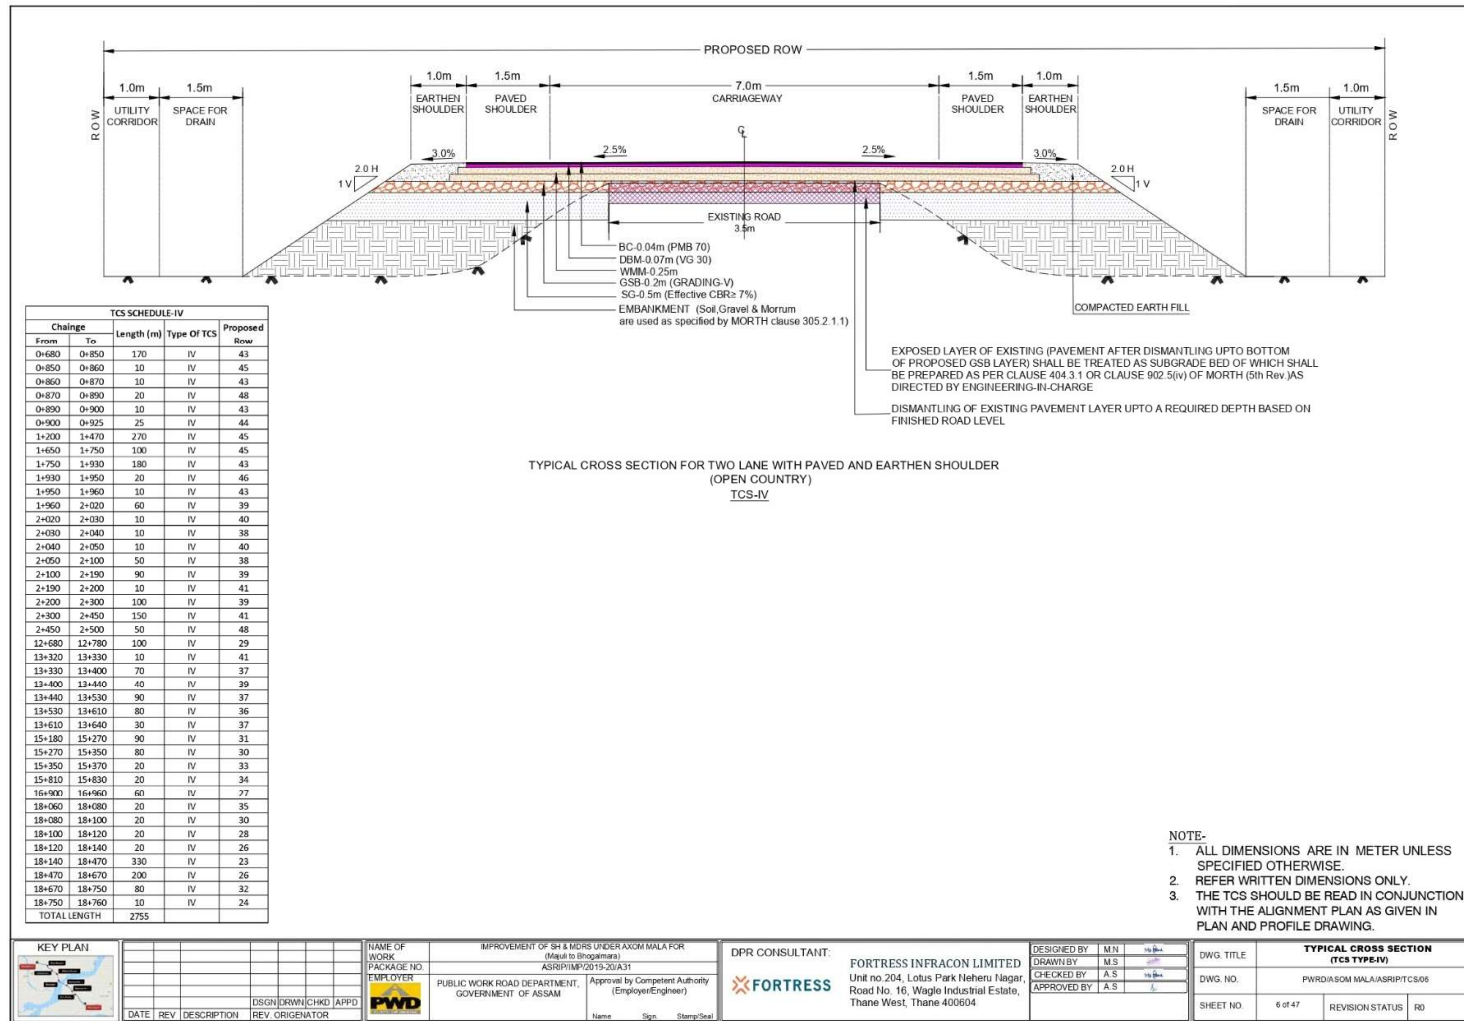 PROPOSED ROW
1.0m 1.5m 7.0m 1.5m 1.0m
1.0m 1.5m EARTHEN SHOULDER PAVED SHOULDER CARRIAGEWAY PAVED SHOULDER EARTHEN SHOULDER 1.5m 1.0m
ROW UTILITY CORRIDOR SPACE FOR DRAIN SPACE FOR DRAIN UTILITY CORRIDOR ROW
3.0% 2.5% 2.5% 3.0%
2.0 H 2.0 H
1 V 1 V
EXISTING ROAD
3.5m
BC-0.04m (PMB 70)
DBM-0.07m (VG 30)
WMM-0.25m
GSB-0.2m (GRADING-V)
SG-0.5m (Effective CBR≥ 7%)
EMBANKMENT (Soil,Gravel & Morrum
are used as specified by MORTH clause 305.2.1.1)
COMPACTED EARTH FILL
EXPOSED LAYER OF EXISTING (PAVEMENT AFTER DISMANTLING UPTO BOTTOM
OF PROPOSED GSB LAYER) SHALL BE TREATED AS SUBGRADE BED OF WHICH SHALL
BE PREPARED AS PER CLAUSE 404.3.1 OR CLAUSE 902.5(iv) OF MORTH (5th Rev.)AS
DIRECTED BY ENGINEERING-IN-CHARGE
DISMANTLING OF EXISTING PAVEMENT LAYER UPTO A REQUIRED DEPTH BASED ON
FINISHED ROAD LEVEL
TYPICAL CROSS SECTION FOR TWO LANE WITH PAVED AND EARTHEN SHOULDER
(OPEN COUNTRY)
TCS-IV
TCS SCHEDULE-IV
Chainge Length (m) Type Of TCS Proposed Row
From To
0+680 0+850 170 IV 43
0+850 0+860 10 IV 45
0+860 0+870 10 IV 43
0+870 0+890 20 IV 48
0+890 0+900 10 IV 43
0+900 0+925 25 IV 44
1+200 1+470 270 IV 45
1+650 1+750 100 IV 45
1+750 1+930 180 IV 43
1+930 1+950 20 IV 46
1+950 1+960 10 IV 43
1+960 2+020 60 IV 39
2+020 2+030 10 IV 40
2+030 2+040 10 IV 38
2+040 2+050 10 IV 40
2+050 2+100 50 IV 38
2+100 2+190 90 IV 39
2+190 2+200 10 IV 41
2+200 2+300 100 IV 39
2+300 2+450 150 IV 41
2+450 2+500 50 IV 48
12+680 12+780 100 IV 29
13+320 13+330 10 IV 41
13+330 13+400 70 IV 37
13+400 13+440 40 IV 39
13+440 13+530 90 IV 37
13+530 13+610 80 IV 36
13+610 13+640 30 IV 37
15+180 15+270 90 IV 31
15+270 15+350 80 IV 30
15+350 15+370 20 IV 33
15+810 15+830 20 IV 34
16+900 16+960 60 IV 27
18+060 18+080 20 IV 35
18+080 18+100 20 IV 30
18+100 18+120 20 IV 28
18+120 18+140 20 IV 26
18+140 18+470 330 IV 23
18+470 18+670 200 IV 26
18+670 18+750 80 IV 32
18+750 18+760 10 IV 24
TOTAL LENGTH 2755
NOTE-
1. ALL DIMENSIONS ARE IN METER UNLESS
SPECIFIED OTHERWISE.
2. REFER WRITTEN DIMENSIONS ONLY.
3. THE TCS SHOULD BE READ IN CONJUNCTION
WITH THE ALIGNMENT PLAN AS GIVEN IN
PLAN AND PROFILE DRAWING.
KEY PLAN
DSGN DRWN CHKD APPD
DATE REV DESCRIPTION REV. ORIGENATOR
NAME OF WORK
IMPROVEMENT OF SH & MDRS UNDER AXOM MALA FOR
(Majuli to Bhogaimara)
PACKAGE NO. ASRIP/IMP/2019-20/A31
EMPLOYER
PWD
PUBLIC WORK ROAD DEPARTMENT,
GOVERNMENT OF ASSAM
Approval by Competent Authority
(Employer/Engineer)
Name Sign. Stamp/Seal
DPR CONSULTANT:
FORTRESS
FORTRESS INFRACON LIMITED
Unit no.204, Lotus Park Neheru Nagar,
Road No. 16, Wagle Industrial Estate,
Thane West, Thane 400604
DESIGNED BY M.N
DRAWN BY M.S
CHECKED BY A.S
APPROVED BY A.S
DWG. TITLE TYPICAL CROSS SECTION
(TCS TYPE-IV)
DWG. NO. PWRD/ASOM MALA/ASRIP/TCS/06
SHEET NO. 6 of 47 REVISION STATUS R0